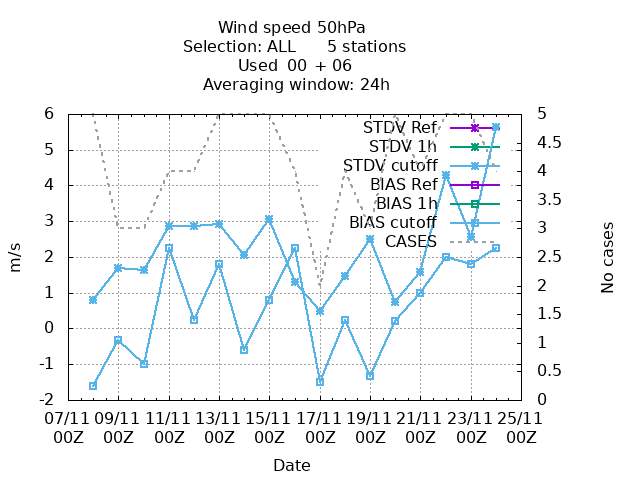 Wind speed 50hPa
Selection: ALL 5 stations
Used 00 + 06
Averaging window: 24h
STDV Ref
STDV 1h
STDV cutoff
BIAS Ref
BIAS 1h
BIAS cutoff
CASES
m/s
6
5
4
3
2
1
0
-1
-2
5
4.5
4
3.5
3
2.5
2
1.5
1
0.5
0
No cases
07/11 09/11 11/11 13/11 15/11 17/11 19/11 21/11 23/11 25/11
00Z 00Z 00Z 00Z 00Z 00Z 00Z 00Z 00Z 00Z
Date